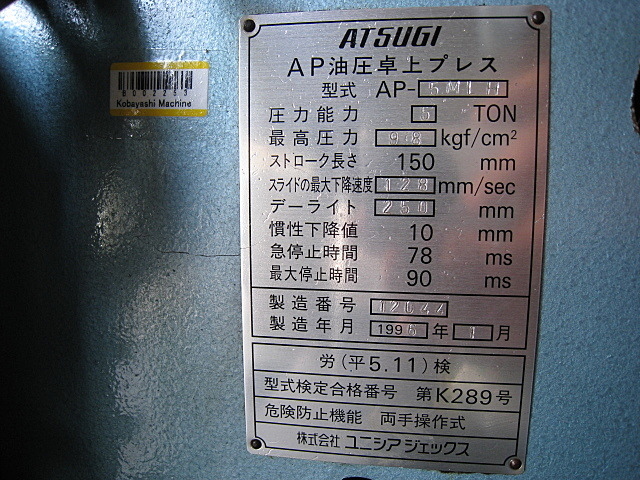 0002253
Kobayashi Machine
ATSUGI
AP油圧卓上プレス
型式 AP-5M1H
圧力能力 5 TON
最高圧力 98 kgf/cm²
ストローク長さ 150 mm
スライドの最大下降速度 128 mm/sec
デーライト 250 mm
慣性下降値 10 mm
急停止時間 78 ms
最大停止時間 90 ms
製造番号
製造年月 1995 年 1 月
労(平5.11)検
型式検定合格番号 第K289号
危険防止機能 両手操作式
株式会社 ユニシアジェックス